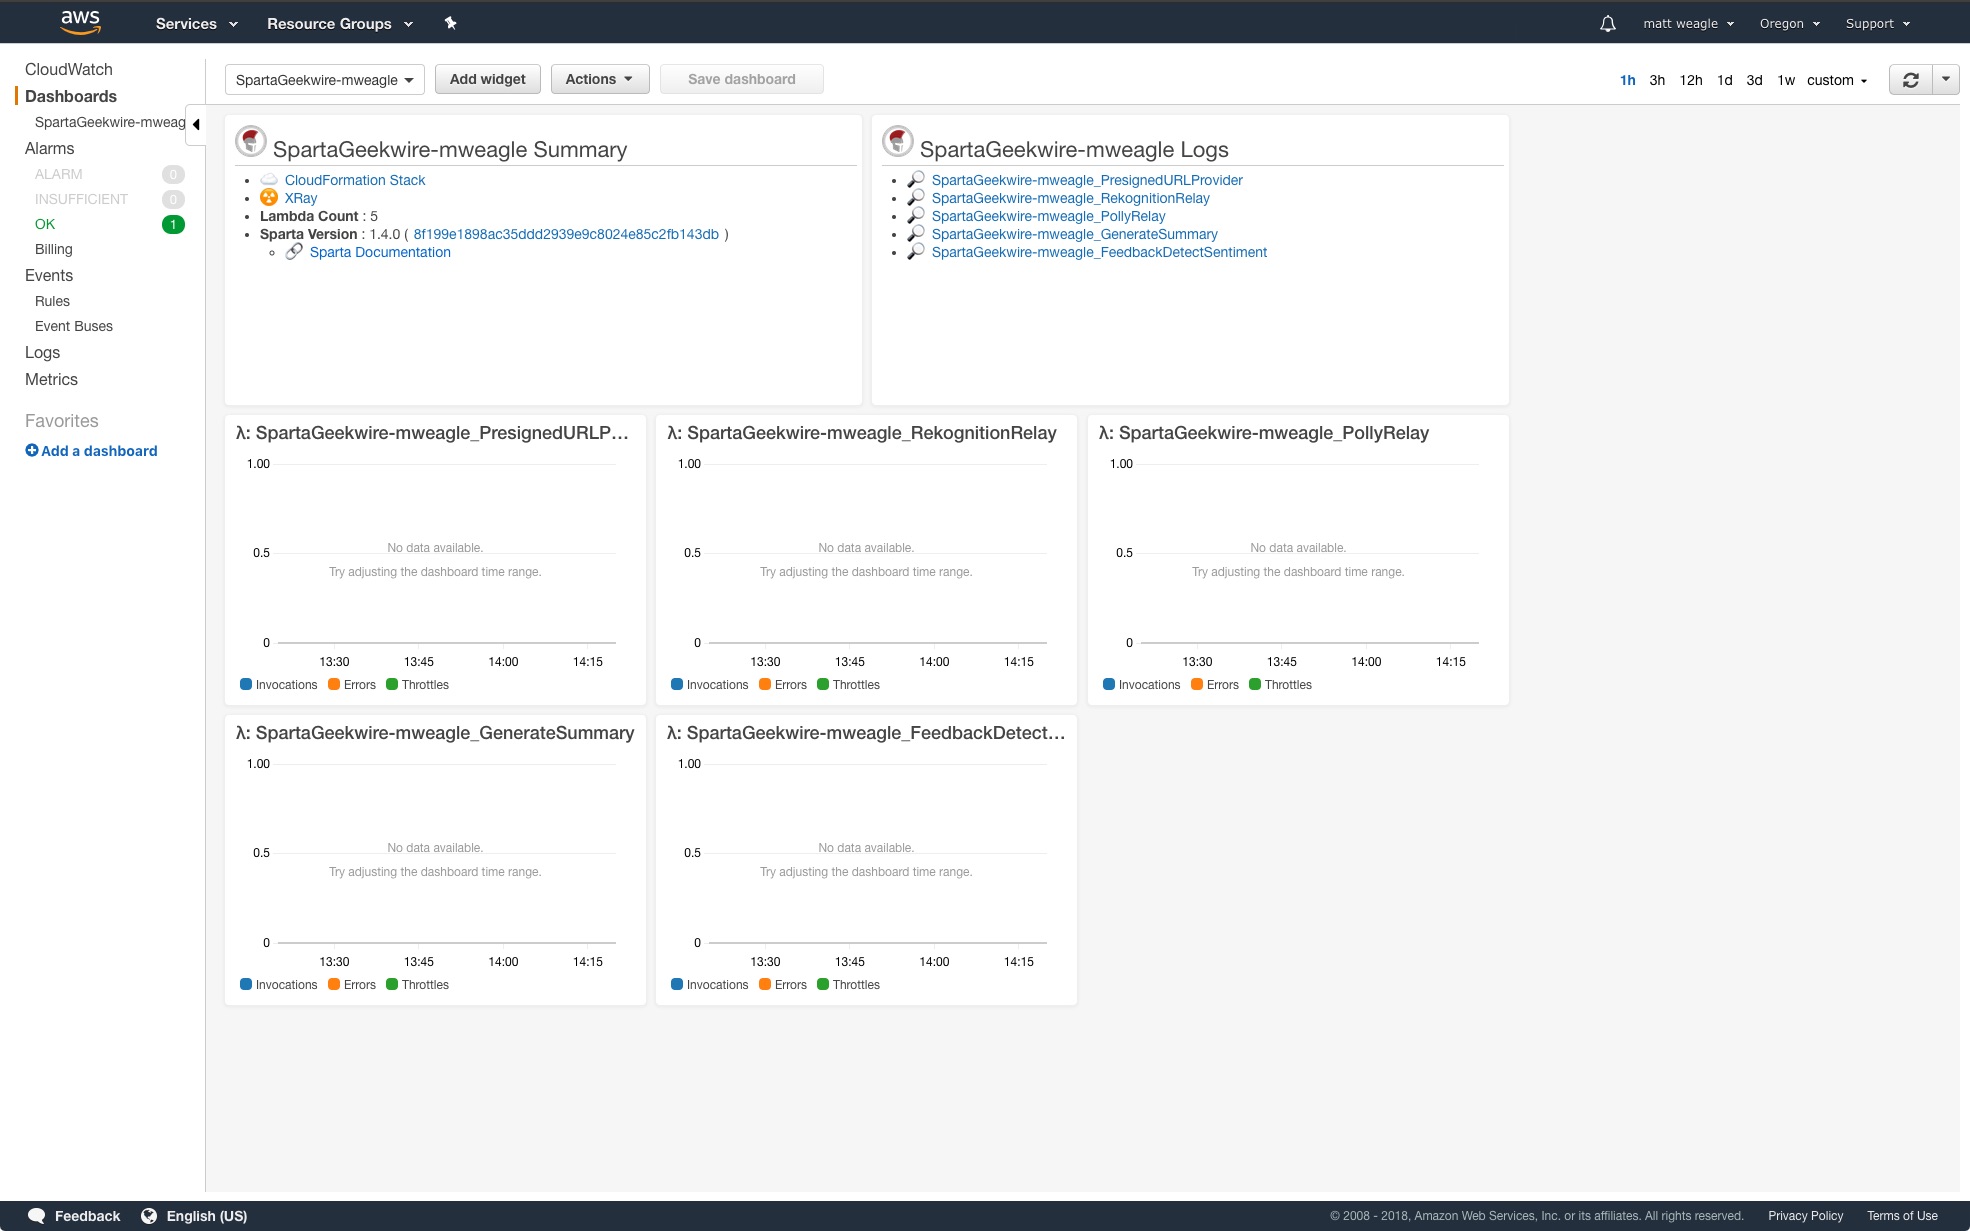 aws Services Resource Groups matt weagle Oregon Support
CloudWatch
Dashboards
SpartaGeekwire-mweag
Alarms
ALARM 0
INSUFFICIENT 0
OK 1
Billing
Events
Rules
Event Buses
Logs
Metrics
Favorites
Add a dashboard
SpartaGeekwire-mweagle Add widget Actions Save dashboard 1h 3h 12h 1d 3d 1w custom
SpartaGeekwire-mweagle Summary
CloudFormation Stack
XRay
Lambda Count : 5
Sparta Version : 1.4.0 ( 8f199e1898ac35ddd2939e9c8024e85c2fb143db )
Sparta Documentation
SpartaGeekwire-mweagle Logs
SpartaGeekwire-mweagle_PresignedURLProvider
SpartaGeekwire-mweagle_RekognitionRelay
SpartaGeekwire-mweagle_PollyRelay
SpartaGeekwire-mweagle_GenerateSummary
SpartaGeekwire-mweagle_FeedbackDetectSentiment
λ: SpartaGeekwire-mweagle_PresignedURLP...
1.00
No data available.
0.5
Try adjusting the dashboard time range.
0
13:30 13:45 14:00 14:15
Invocations Errors Throttles
λ: SpartaGeekwire-mweagle_RekognitionRelay
1.00
No data available.
0.5
Try adjusting the dashboard time range.
0
13:30 13:45 14:00 14:15
Invocations Errors Throttles
λ: SpartaGeekwire-mweagle_PollyRelay
1.00
No data available.
0.5
Try adjusting the dashboard time range.
0
13:30 13:45 14:00 14:15
Invocations Errors Throttles
λ: SpartaGeekwire-mweagle_GenerateSummary
1.00
No data available.
0.5
Try adjusting the dashboard time range.
0
13:30 13:45 14:00 14:15
Invocations Errors Throttles
λ: SpartaGeekwire-mweagle_FeedbackDetect...
1.00
No data available.
0.5
Try adjusting the dashboard time range.
0
13:30 13:45 14:00 14:15
Invocations Errors Throttles
Feedback English (US) © 2008 - 2018, Amazon Web Services, Inc. or its affiliates. All rights reserved. Privacy Policy Terms of Use